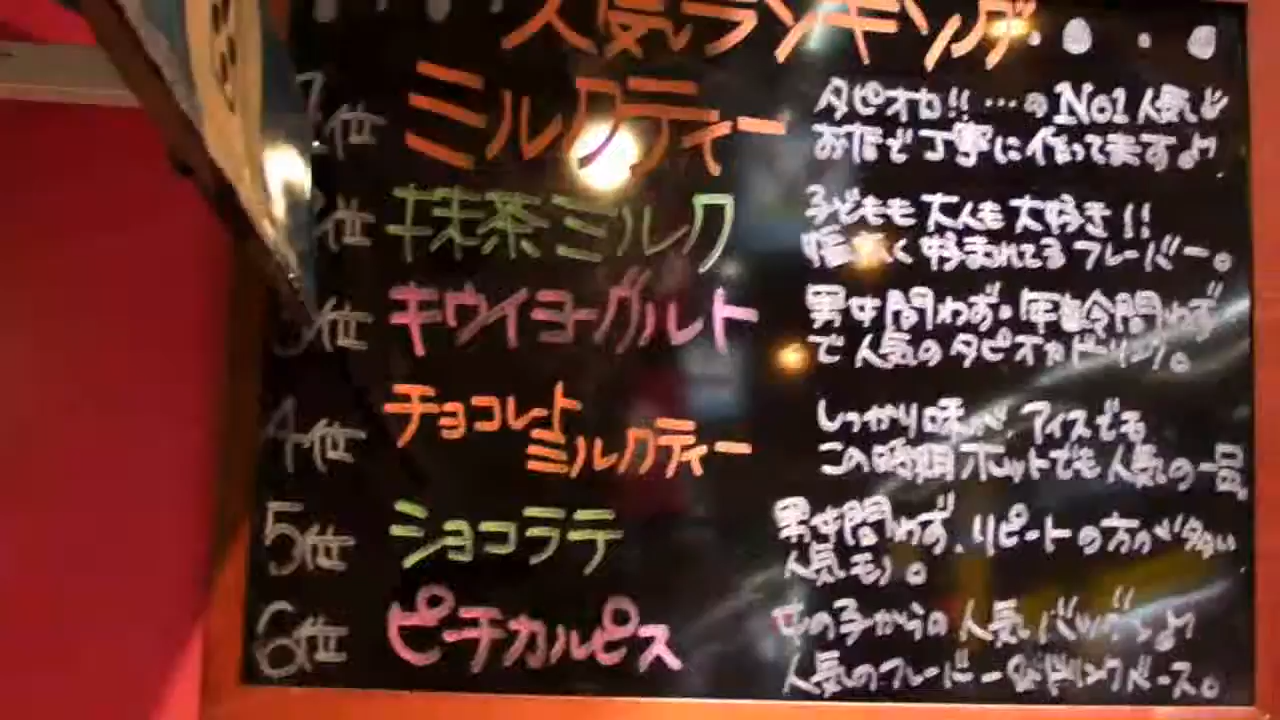 人気ランキング
1位 ミルクティー
タピオカ!!…のNo1人気!!
お店で丁寧に作ってます♪
位 抹茶ミルク
子どもも大人も大好き!!
幅広く好まれてるフレーバー。
3位 キウイヨーグルト
男女問わず・年齢問わず
で人気のタピオカドリンク。
4位 チョコレート
ミルクティー
しっかり味が アイスでも
この時期ホットでも人気の一品。
5位 ショコラテ
男女問わず、リピートの方が多い
人気モノ。
6位 ピーチカルピス
女の子からの人気バツグン♪
人気のフレーバー&ドリンクベース。